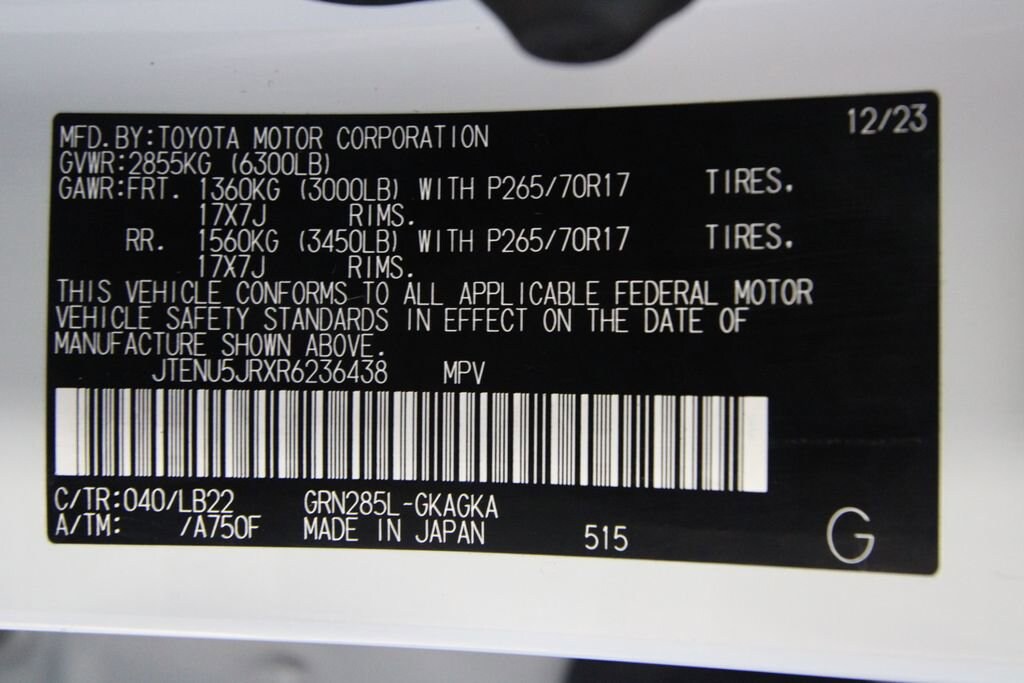 12/23
MFD.BY:TOYOTA MOTOR CORPORATION
GVWR:2855KG (6300LB)
GAWR:FRT. 1360KG (3000LB) WITH P265/70R17 TIRES.
17X7J RIMS.
RR. 1560KG (3450LB) WITH P265/70R17 TIRES.
17X7J RIMS.
THIS VEHICLE CONFORMS TO ALL APPLICABLE FEDERAL MOTOR
VEHICLE SAFETY STANDARDS IN EFFECT ON THE DATE OF
MANUFACTURE SHOWN ABOVE.
JTENU5JRXR6236438 MPV
C/TR:040/LB22 GRN285L-GKAGKA
A/TM: /A750F MADE IN JAPAN 515 G